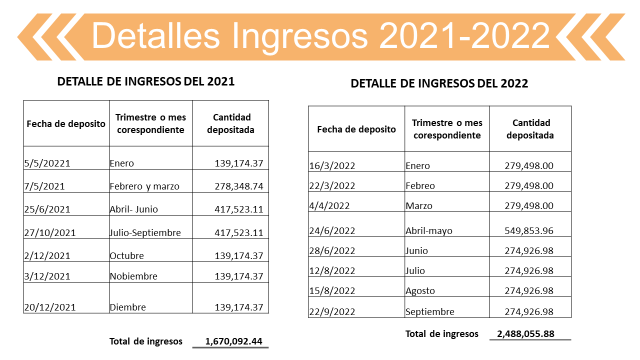 Detalles Ingresos 2021-2022
DETALLE DE INGRESOS DEL 2021
Fecha de deposito Trimestre o mes corespondiente Cantidad depositada
5/5/20221 Enero 139,174.37
7/5/2021 Febrero y marzo 278,348.74
25/6/2021 Abril- Junio 417,523.11
27/10/2021 Julio-Septiembre 417,523.11
2/12/2021 Octubre 139,174.37
3/12/2021 Nobiembre 139,174.37
20/12/2021 Diembre 139,174.37
Total de ingresos 1,670,092.44
DETALLE DE INGRESOS DEL 2022
Fecha de deposito Trimestre o mes corespondiente Cantidad depositada
16/3/2022 Enero 279,498.00
22/3/2022 Febreo 279,498.00
4/4/2022 Marzo 279,498.00
24/6/2022 Abril-mayo 549,853.96
28/6/2022 Junio 274,926.98
12/8/2022 Julio 274,926.98
15/8/2022 Agosto 274,926.98
22/9/2022 Septiembre 274,926.98
Total de ingresos 2,488,055.88